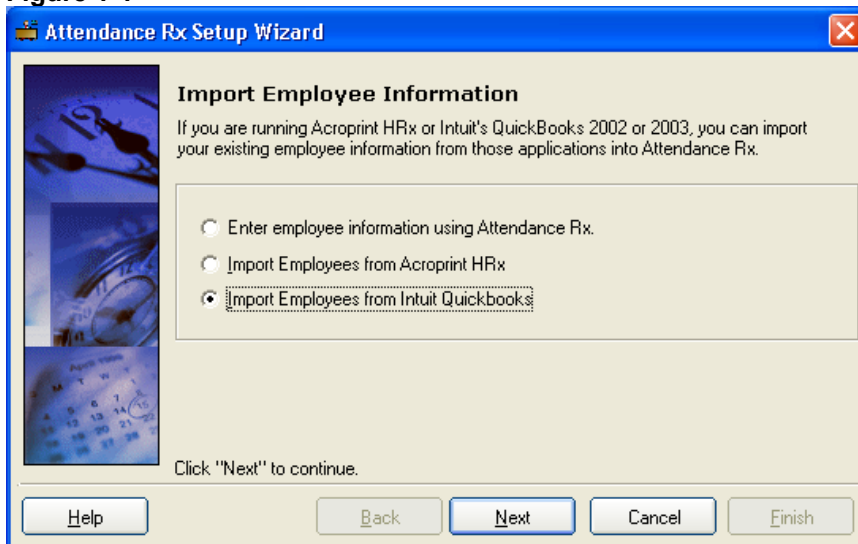 Attendance Rx Setup Wizard
Import Employee Information
If you are running Acroprint HRx or Intuit's QuickBooks 2002 or 2003, you can import
your existing employee information from those applications into Attendance Rx.
Enter employee information using Attendance Rx.
Import Employees from Acroprint HRx
Import Employees from Intuit Quickbooks
Click "Next" to continue.
Help Back Next Cancel Finish